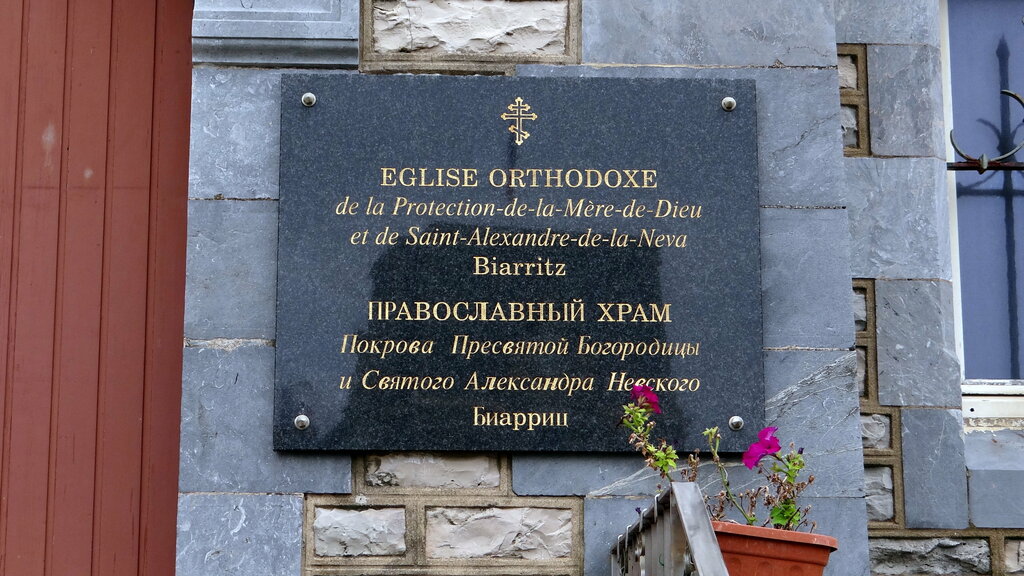 EGLISE ORTHODOXE
de la Protection-de-la-Mère-de-Dieu
et de Saint-Alexandre-de-la-Neva
Biarritz
ПРАВОСЛАВНЫЙ ХРАМ
Покрова Пресвятой Богородицы
и Святого Александра Невского
Биарриц